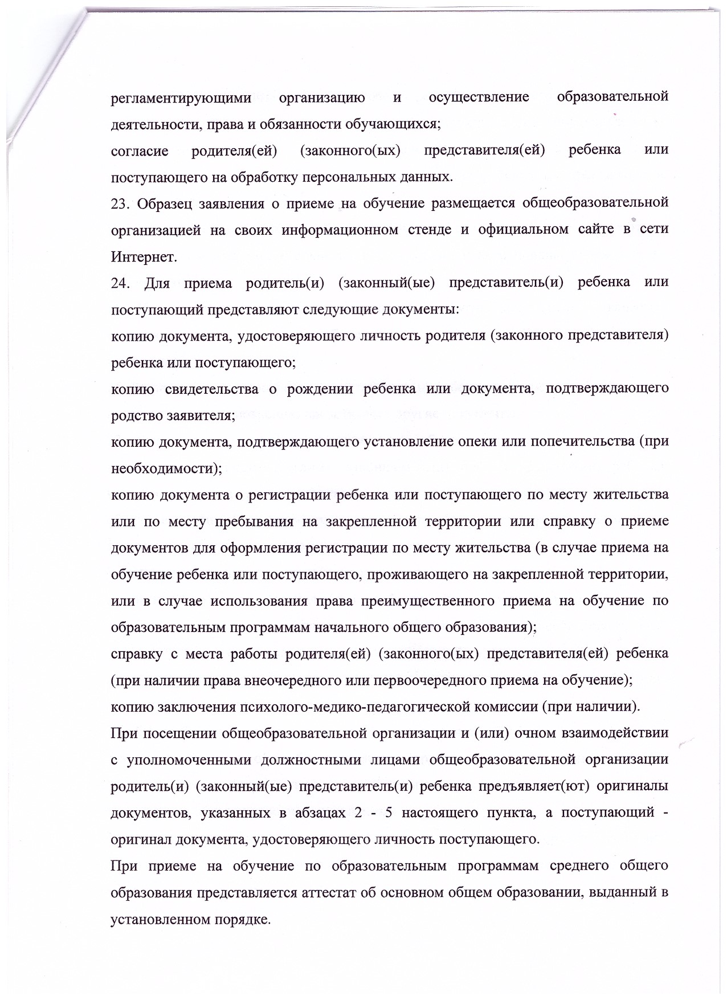 регламентирующими организацию и осуществление образовательной
деятельности, права и обязанности обучающихся;
согласие родителя(ей) (законного(ых) представителя(ей) ребенка или
поступающего на обработку персональных данных.
23. Образец заявления о приеме на обучение размещается общеобразовательной
организацией на своих информационном стенде и официальном сайте в сети
Интернет.
24. Для приема родитель(и) (законный(ые) представитель(и) ребенка или
поступающий представляют следующие документы:
копию документа, удостоверяющего личность родителя (законного представителя)
ребенка или поступающего;
копию свидетельства о рождении ребенка или документа, подтверждающего
родство заявителя;
копию документа, подтверждающего установление опеки или попечительства (при
необходимости);
копию документа о регистрации ребенка или поступающего по месту жительства
или по месту пребывания на закрепленной территории или справку о приеме
документов для оформления регистрации по месту жительства (в случае приема на
обучение ребенка или поступающего, проживающего на закрепленной территории,
или в случае использования права преимущественного приема на обучение по
образовательным программам начального общего образования);
справку с места работы родителя(ей) (законного(ых) представителя(ей) ребенка
(при наличии права внеочередного или первоочередного приема на обучение);
копию заключения психолого-медико-педагогической комиссии (при наличии).
При посещении общеобразовательной организации и (или) очном взаимодействии
с уполномоченными должностными лицами общеобразовательной организации
родитель(и) (законный(ые) представитель(и) ребенка предъявляет(ют) оригиналы
документов, указанных в абзацах 2 - 5 настоящего пункта, а поступающий -
оригинал документа, удостоверяющего личность поступающего.
При приеме на обучение по образовательным программам среднего общего
образования представляется аттестат об основном общем образовании, выданный в
установленном порядке.